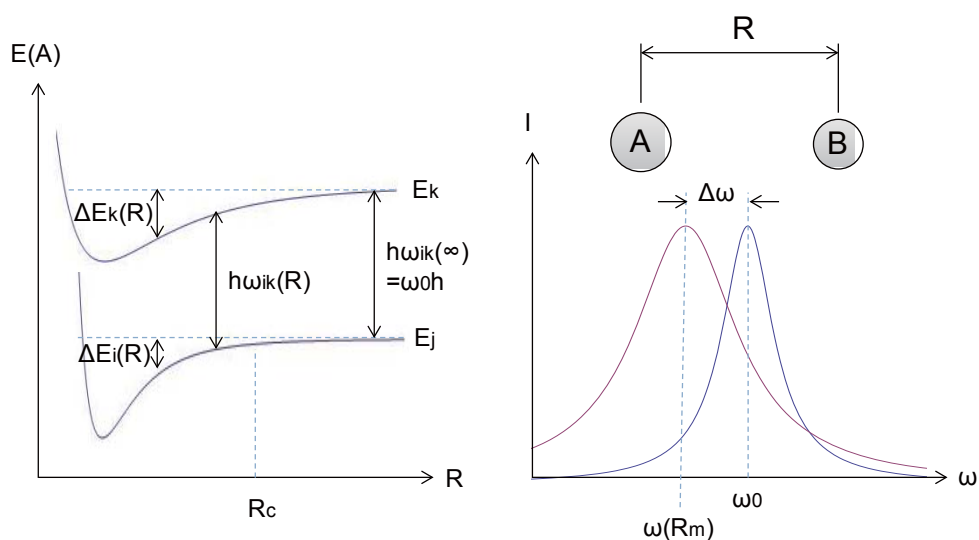 E(A)
Ek
ΔEk(R)
hωik(R)
hωik(∞)
=ω0h
Ej
ΔEi(R)
R
Rc
R
A
B
I
Δω
ω
ω0
ω(Rm)